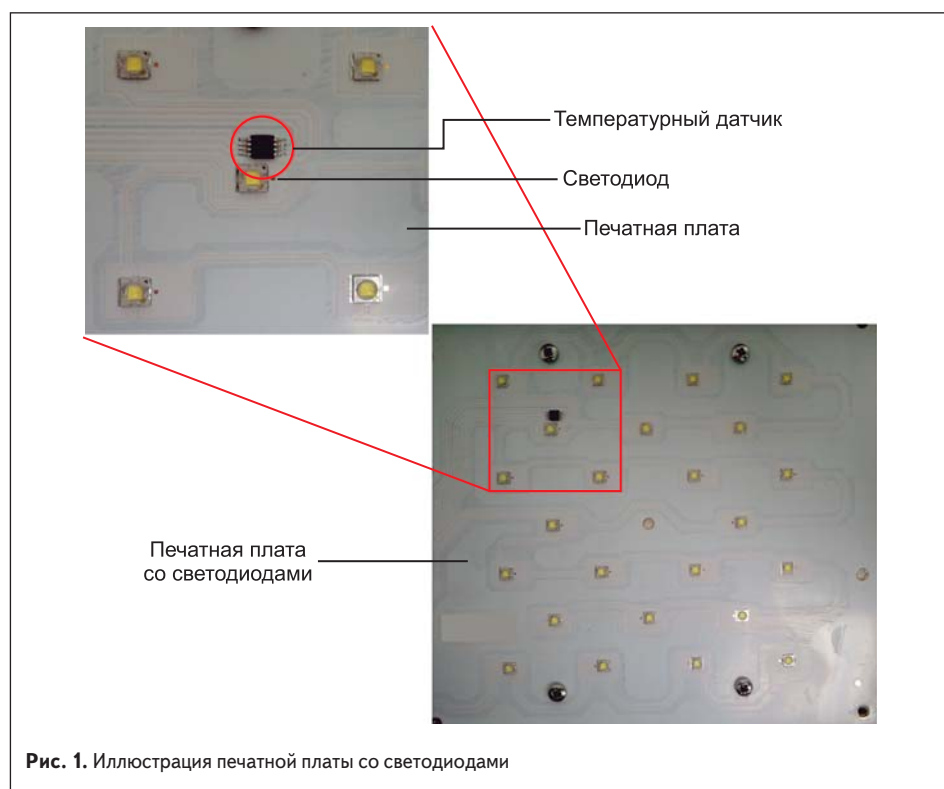 Температурный датчик
Светодиод
Печатная плата
Печатная плата
со светодиодами
Рис. 1. Иллюстрация печатной платы со светодиодами